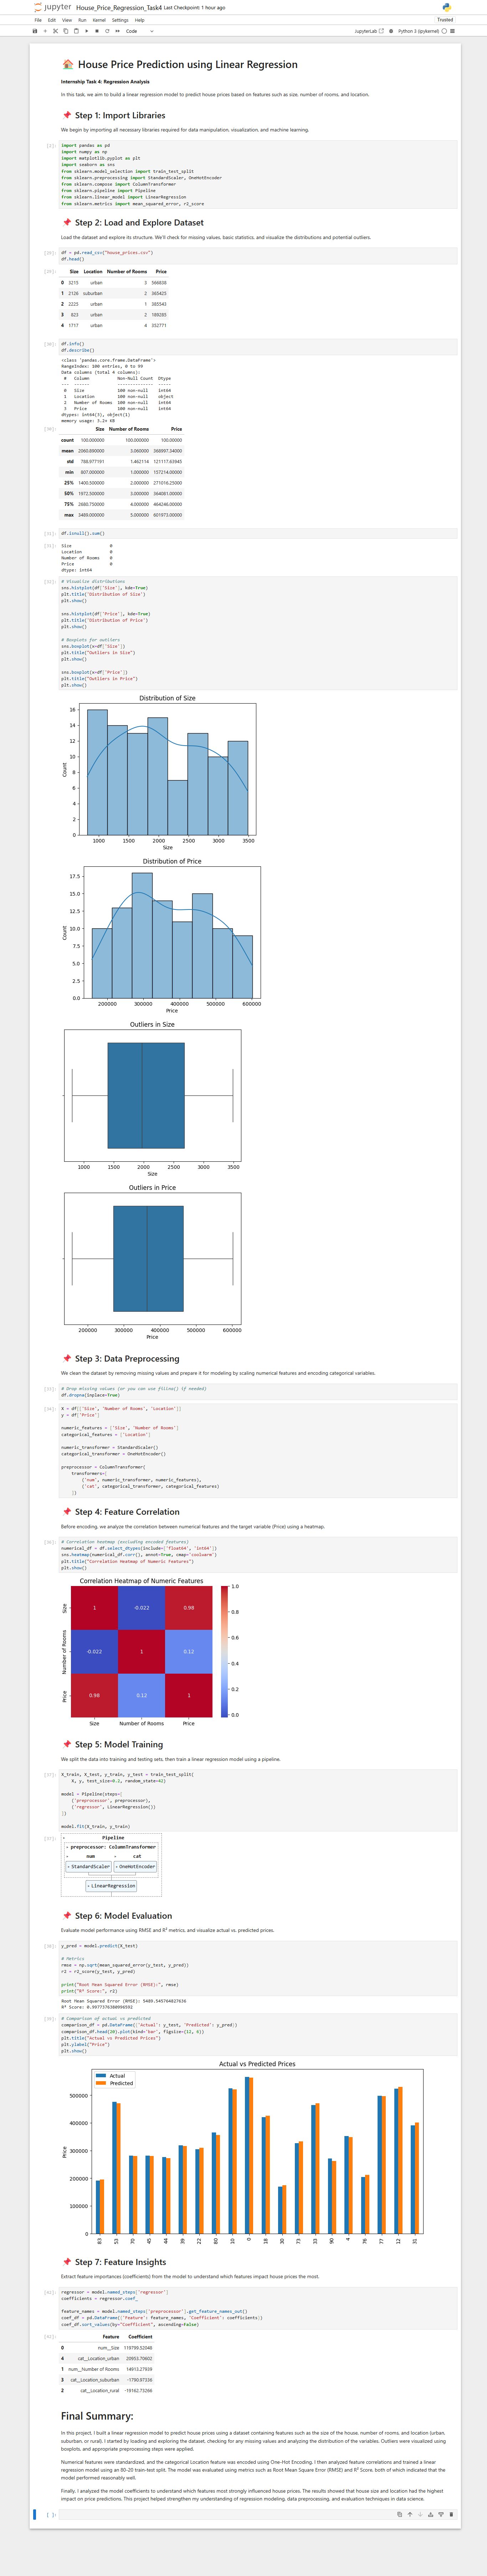 jupyter House_Price_Regression_Task4 Last Checkpoint: 1 hour ago
File Edit View Run Kernel Settings Help Trusted
Code JupyterLab Python 3 (ipykernel)
🏠 House Price Prediction using Linear Regression
Internship Task 4: Regression Analysis
In this task, we aim to build a linear regression model to predict house prices based on features such as size, number of rooms, and location.
📌 Step 1: Import Libraries
We begin by importing all necessary libraries required for data manipulation, visualization, and machine learning.
import pandas as pd
import numpy as np
import matplotlib.pyplot as plt
import seaborn as sns
from sklearn.model_selection import train_test_split
from sklearn.preprocessing import StandardScaler, OneHotEncoder
from sklearn.compose import ColumnTransformer
from sklearn.pipeline import Pipeline
from sklearn.linear_model import LinearRegression
from sklearn.metrics import mean_squared_error, r2_score
📌 Step 2: Load and Explore Dataset
Load the dataset and explore its structure. We'll check for missing values, basic statistics, and visualize the distributions and potential outliers.
df = pd.read_csv("house_prices.csv")
df.head()
Size Location Number of Rooms Price
0 3215 urban 3 566838
1 2126 suburban 2 365425
2 2225 urban 1 385543
3 823 urban 2 189285
4 1717 urban 4 352771
df.info()
df.describe()
<class 'pandas.core.frame.DataFrame'>
RangeIndex: 100 entries, 0 to 99
Data columns (total 4 columns):
# Column Non-Null Count Dtype
--- ------ -------------- -----
0 Size 100 non-null int64
1 Location 100 non-null object
2 Number of Rooms 100 non-null int64
3 Price 100 non-null int64
dtypes: int64(3), object(1)
memory usage: 3.2+ KB
Size Number of Rooms Price
count 100.000000 100.000000 100.00000
mean 2060.890000 3.060000 368997.34000
std 788.977191 1.462114 121117.63945
min 807.000000 1.000000 157214.00000
25% 1400.500000 2.000000 271016.25000
50% 1972.500000 3.000000 364081.00000
75% 2680.750000 4.000000 464246.00000
max 3489.000000 5.000000 601973.00000
df.isnull().sum()
Size 0
Location 0
Number of Rooms 0
Price 0
dtype: int64
# Visualize distributions
sns.histplot(df['Size'], kde=True)
plt.title('Distribution of Size')
plt.show()
sns.histplot(df['Price'], kde=True)
plt.title('Distribution of Price')
plt.show()
# Boxplots for outliers
sns.boxplot(x=df['Size'])
plt.title("Outliers in Size")
plt.show()
sns.boxplot(x=df['Price'])
plt.title("Outliers in Price")
plt.show()
Distribution of Size
16
14
12
10
8
6
4
2
0
Count
1000 1500 2000 2500 3000 3500
Size
Distribution of Price
17.5
15.0
12.5
10.0
7.5
5.0
2.5
0.0
Count
200000 300000 400000 500000 600000
Price
Outliers in Size
1000 1500 2000 2500 3000 3500
Size
Outliers in Price
200000 300000 400000 500000 600000
Price
📌 Step 3: Data Preprocessing
We clean the dataset by removing missing values and prepare it for modeling by scaling numerical features and encoding categorical variables.
# Drop missing values (or you can use fillna() if needed)
df.dropna(inplace=True)
X = df[['Size', 'Number of Rooms', 'Location']]
y = df['Price']
numeric_features = ['Size', 'Number of Rooms']
categorical_features = ['Location']
numeric_transformer = StandardScaler()
categorical_transformer = OneHotEncoder()
preprocessor = ColumnTransformer(
transformers=[
('num', numeric_transformer, numeric_features),
('cat', categorical_transformer, categorical_features)
])
📌 Step 4: Feature Correlation
Before encoding, we analyze the correlation between numerical features and the target variable (Price) using a heatmap.
# Correlation heatmap (excluding encoded features)
numerical_df = df.select_dtypes(include=['float64', 'int64'])
sns.heatmap(numerical_df.corr(), annot=True, cmap='coolwarm')
plt.title("Correlation Heatmap of Numeric Features")
plt.show()
Correlation Heatmap of Numeric Features
Size 1 -0.022 0.98
Number of Rooms -0.022 1 0.12
Price 0.98 0.12 1
Size Number of Rooms Price
1.0
0.8
0.6
0.4
0.2
0.0
📌 Step 5: Model Training
We split the data into training and testing sets, then train a linear regression model using a pipeline.
X_train, X_test, y_train, y_test = train_test_split(
X, y, test_size=0.2, random_state=42)
model = Pipeline(steps=[
('preprocessor', preprocessor),
('regressor', LinearRegression())
])
model.fit(X_train, y_train)
Pipeline
preprocessor: ColumnTransformer
num cat
StandardScaler OneHotEncoder
LinearRegression
📌 Step 6: Model Evaluation
Evaluate model performance using RMSE and R² metrics, and visualize actual vs. predicted prices.
y_pred = model.predict(X_test)
# Metrics
rmse = np.sqrt(mean_squared_error(y_test, y_pred))
r2 = r2_score(y_test, y_pred)
print("Root Mean Squared Error (RMSE):", rmse)
print("R² Score:", r2)
Root Mean Squared Error (RMSE): 5489.545764827636
R² Score: 0.9977376380996592
# Comparison of actual vs predicted
comparison_df = pd.DataFrame({'Actual': y_test, 'Predicted': y_pred})
comparison_df.head(20).plot(kind='bar', figsize=(12, 6))
plt.title("Actual vs Predicted Prices")
plt.ylabel("Price")
plt.show()
Actual vs Predicted Prices
Actual
Predicted
500000
400000
300000
200000
100000
0
Price
83 53 70 45 44 39 22 80 10 0 18 30 73 33 90 4 76 77 12 31
📌 Step 7: Feature Insights
Extract feature importances (coefficients) from the model to understand which features impact house prices the most.
regressor = model.named_steps['regressor']
coefficients = regressor.coef_
feature_names = model.named_steps['preprocessor'].get_feature_names_out()
coef_df = pd.DataFrame({'Feature': feature_names, 'Coefficient': coefficients})
coef_df.sort_values(by="Coefficient", ascending=False)
Feature Coefficient
0 num__Size 119799.52048
4 cat__Location_urban 20953.70602
1 num__Number of Rooms 14913.27939
3 cat__Location_suburban -1790.97336
2 cat__Location_rural -19162.73266
Final Summary:
In this project, I built a linear regression model to predict house prices using a dataset containing features such as the size of the house, number of rooms, and location (urban,
suburban, or rural). I started by loading and exploring the dataset, checking for any missing values and analyzing the distribution of the variables. Outliers were visualized using
boxplots, and appropriate preprocessing steps were applied.
Numerical features were standardized, and the categorical Location feature was encoded using One-Hot Encoding. I then analyzed feature correlations and trained a linear
regression model using an 80-20 train-test split. The model was evaluated using metrics such as Root Mean Square Error (RMSE) and R² Score, both of which indicated that the
model performed reasonably well.
Finally, I analyzed the model coefficients to understand which features most strongly influenced house prices. The results showed that house size and location had the highest
impact on price predictions. This project helped strengthen my understanding of regression modeling, data preprocessing, and evaluation techniques in data science.
[ ]: